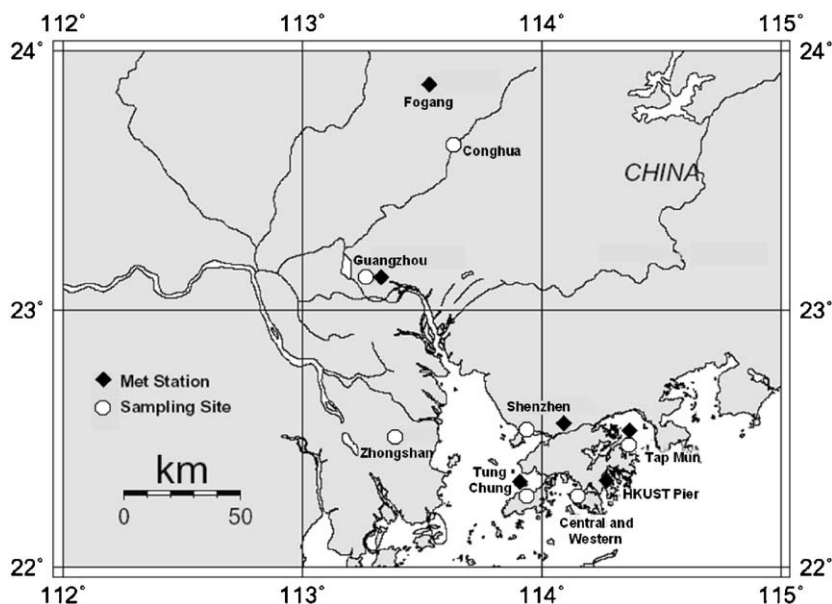 112˚ 113˚ 114˚ 115˚
24˚ 24˚
Fogang
Conghua
CHINA
Guangzhou
23˚ 23˚
Met Station
Sampling Site
Shenzhen
Zhongshan
Tap Mun
km
Tung
Chung
HKUST Pier
0 50
Central and
Western
22˚ 22˚
112˚ 113˚ 114˚ 115˚